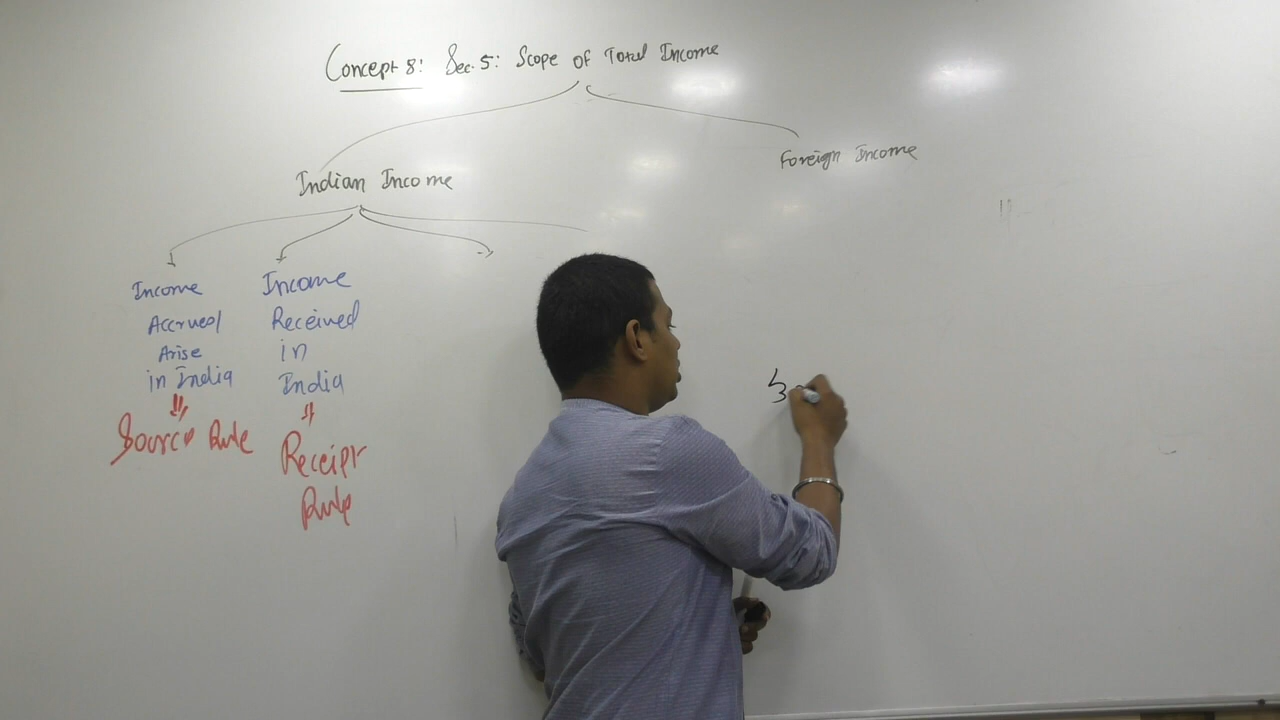 Concept 8: Sec. 5: Scope of Total Income
Indian Income
Foreign Income
Income
Accrued/
Arise
in India
Source Rule
Income
Received
in
India
Receipt
Rule